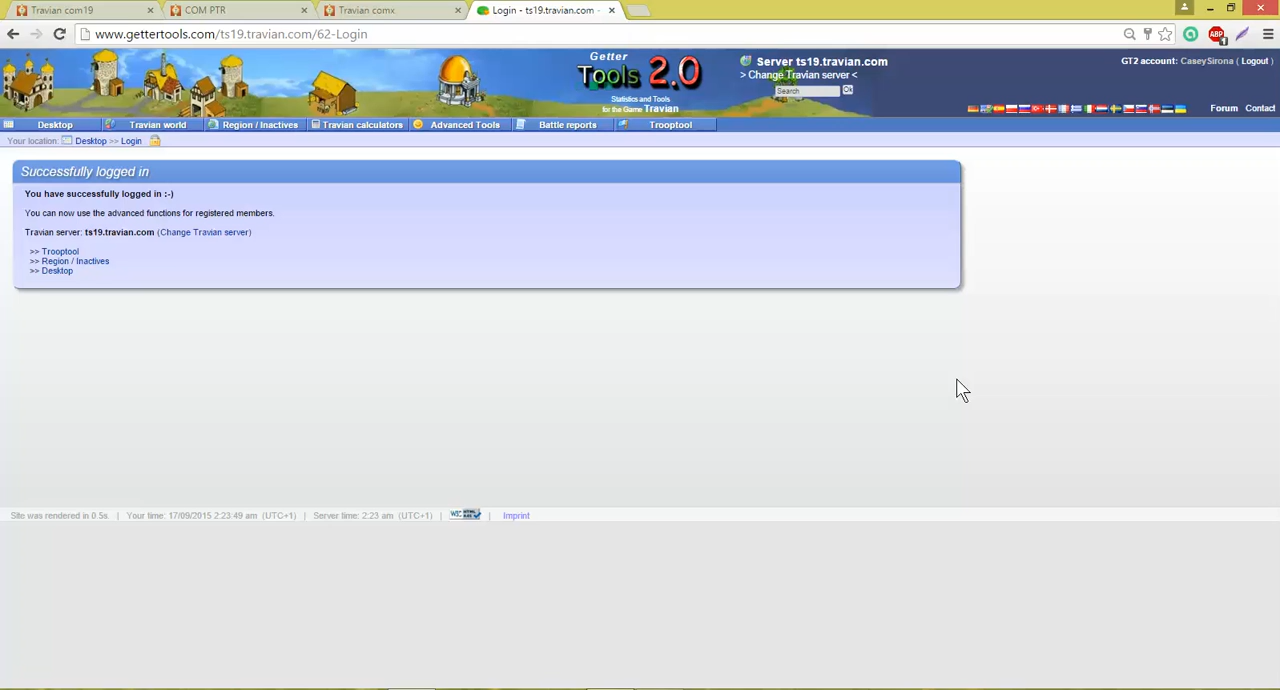 Travian com19
COM PTR
Travian comx
Login - ts19.travian.com -
www.gettertools.com/ts19.travian.com/62-Login
ABP
1
Getter
Tools 2.0
Statistics and Tools
for the Game Travian
Server ts19.travian.com
> Change Travian server <
Search
Ok
GT2 account: CaseySirona ( Logout )
Forum Contact
Desktop Travian world Region / Inactives Travian calculators Advanced Tools Battle reports Trooptool
Your location: Desktop >> Login
Successfully logged in
You have successfully logged in :-)
You can now use the advanced functions for registered members.
Travian server: ts19.travian.com (Change Travian server)
>> Trooptool
>> Region / Inactives
>> Desktop
Site was rendered in 0.5s. | Your time: 17/09/2015 2:23:49 am (UTC+1) | Server time: 2:23 am (UTC+1) | | Imprint